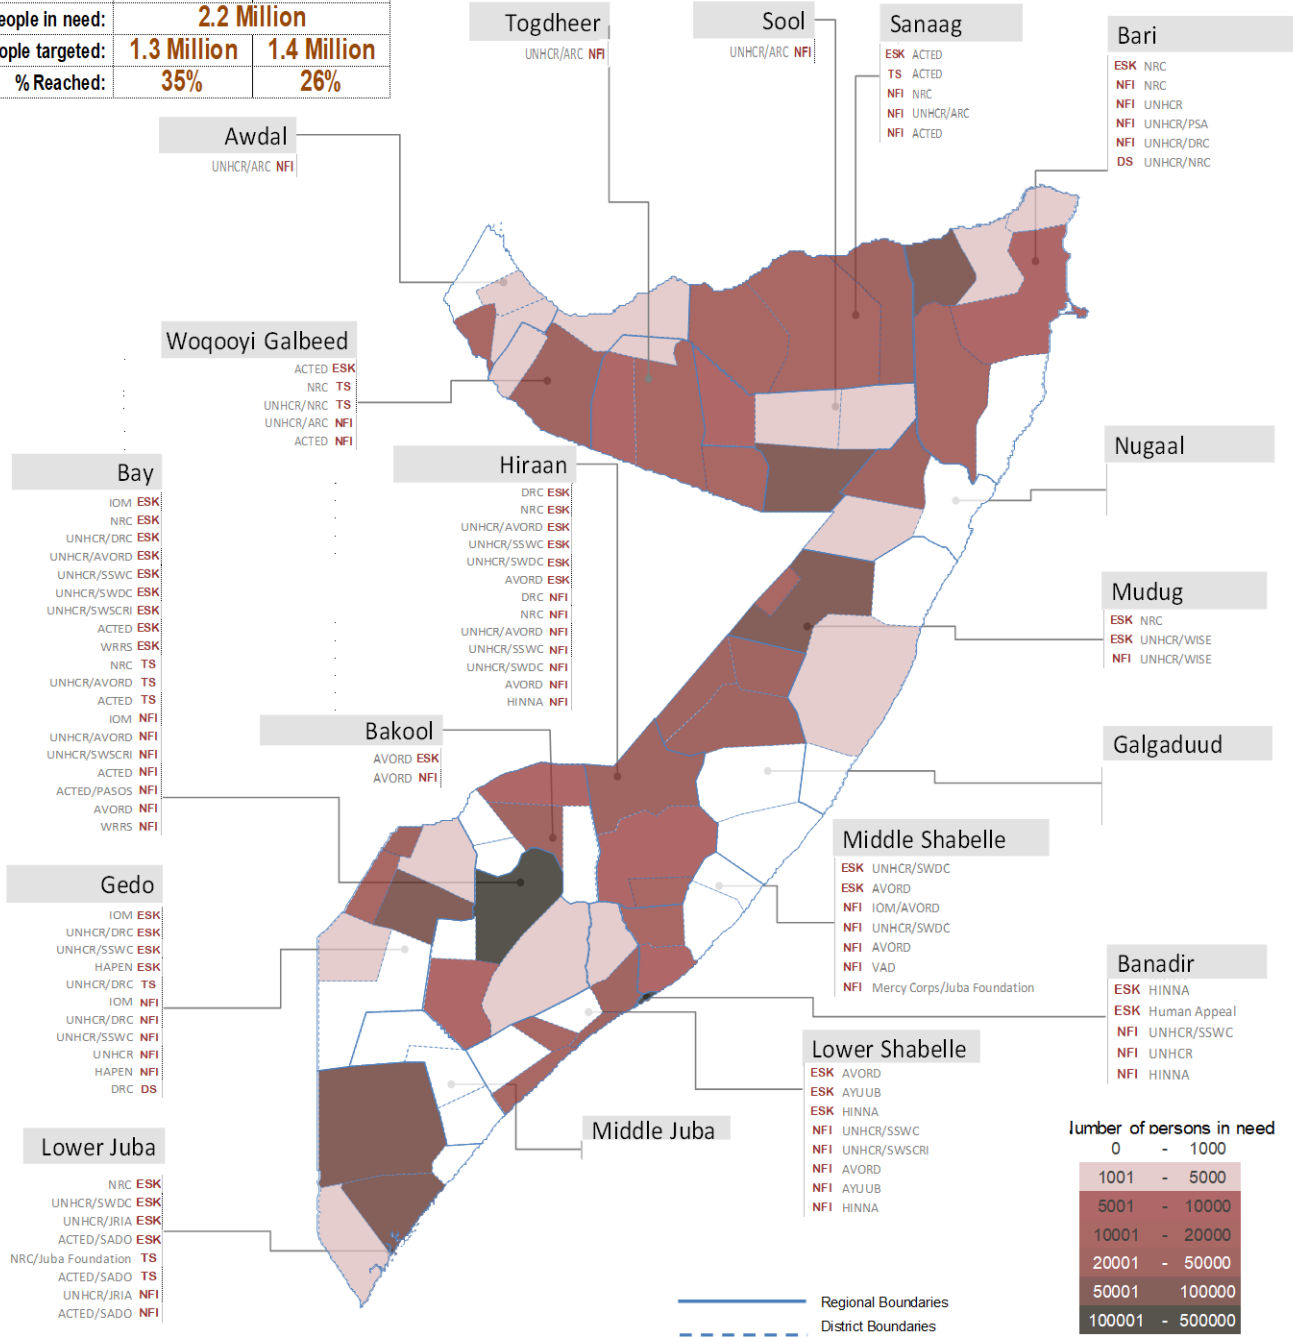 eople in need: 2.2 Million
ople targeted: 1.3 Million 1.4 Million
% Reached: 35% 26%
Togdheer
UNHCR/ARC NFI
Sool
UNHCR/ARC NFI
Sanaag
ESK ACTED
TS ACTED
NFI NRC
NFI UNHCR/ARC
NFI ACTED
Bari
ESK NRC
NFI NRC
NFI UNHCR
NFI UNHCR/PSA
NFI UNHCR/DRC
DS UNHCR/NRC
Awdal
UNHCR/ARC NFI
Woqooyi Galbeed
ACTED ESK
NRC TS
UNHCR/NRC TS
UNHCR/ARC NFI
ACTED NFI
Bay
IOM ESK
NRC ESK
UNHCR/DRC ESK
UNHCR/AVORD ESK
UNHCR/SSWC ESK
UNHCR/SWDC ESK
UNHCR/SWSCRI ESK
ACTED ESK
WRRS ESK
NRC TS
UNHCR/AVORD TS
ACTED TS
IOM NFI
UNHCR/AVORD NFI
UNHCR/SWSCRI NFI
ACTED NFI
ACTED/PASOS NFI
AVORD NFI
WRRS NFI
Hiraan
DRC ESK
NRC ESK
UNHCR/AVORD ESK
UNHCR/SSWC ESK
UNHCR/SWDC ESK
AVORD ESK
DRC NFI
NRC NFI
UNHCR/AVORD NFI
UNHCR/SSWC NFI
UNHCR/SWDC NFI
AVORD NFI
HINNA NFI
Nugaal
Mudug
ESK NRC
ESK UNHCR/WISE
NFI UNHCR/WISE
Bakool
AVORD ESK
AVORD NFI
Galgaduud
Middle Shabelle
ESK UNHCR/SWDC
ESK AVORD
NFI IOM/AVORD
NFI UNHCR/SWDC
NFI AVORD
NFI VAD
NFI Mercy Corps/Juba Foundation
Gedo
IOM ESK
UNHCR/DRC ESK
UNHCR/SSWC ESK
HAPEN ESK
UNHCR/DRC TS
IOM NFI
UNHCR/DRC NFI
UNHCR/SSWC NFI
UNHCR NFI
HAPEN NFI
DRC DS
Banadir
ESK HINNA
ESK Human Appeal
NFI UNHCR/SSWC
NFI UNHCR
NFI HINNA
Lower Shabelle
ESK AVORD
ESK AYUUB
ESK HINNA
NFI UNHCR/SSWC
NFI UNHCR/SWSCRI
NFI AVORD
NFI AYUUB
NFI HINNA
Middle Juba
Lower Juba
NRC ESK
UNHCR/SWDC ESK
UNHCR/JRIA ESK
ACTED/SADO ESK
NRC/Juba Foundation TS
ACTED/SADO TS
UNHCR/JRIA NFI
ACTED/SADO NFI
Number of persons in need
0 - 1000
1001 - 5000
5001 - 10000
10001 - 20000
20001 - 50000
50001 100000
100001 - 500000
Regional Boundaries
District Boundaries